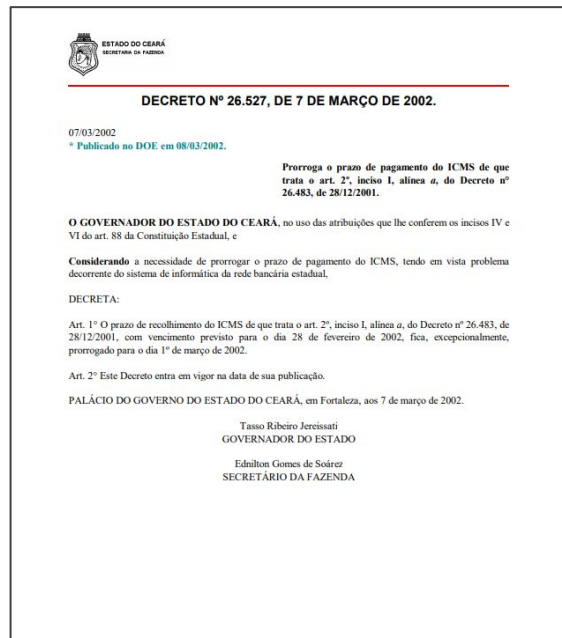 ESTADO DO CEARÁ
SECRETARIA DA FAZENDA
DECRETO Nº 26.527, DE 7 DE MARÇO DE 2002.
07/03/2002
* Publicado no DOE em 08/03/2002.
Prorroga o prazo de pagamento do ICMS de que
trata o art. 2º, inciso I, alínea a, do Decreto nº
26.483, de 28/12/2001.
O GOVERNADOR DO ESTADO DO CEARÁ, no uso das atribuições que lhe conferem os incisos IV e
VI do art. 88 da Constituição Estadual, e
Considerando a necessidade de prorrogar o prazo de pagamento do ICMS, tendo em vista problema
decorrente do sistema de informática da rede bancária estadual,
DECRETA:
Art. 1° O prazo de recolhimento do ICMS de que trata o art. 2º, inciso I, alínea a, do Decreto nº 26.483, de
28/12/2001, com vencimento previsto para o dia 28 de fevereiro de 2002, fica, excepcionalmente,
prorrogado para o dia 1º de março de 2002.
Art. 2° Este Decreto entra em vigor na data de sua publicação.
PALÁCIO DO GOVERNO DO ESTADO DO CEARÁ, em Fortaleza, aos 7 de março de 2002.
Tasso Ribeiro Jereissati
GOVERNADOR DO ESTADO
Ednilton Gomes de Soárez
SECRETÁRIO DA FAZENDA